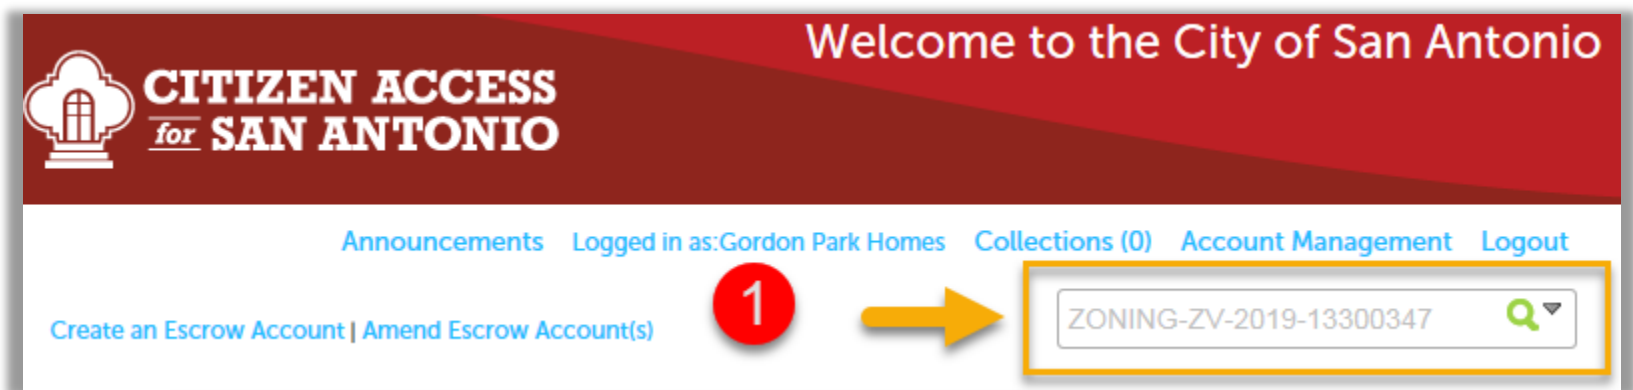 Welcome to the City of San Antonio
CITIZEN ACCESS
for SAN ANTONIO
Announcements Logged in as:Gordon Park Homes Collections (0) Account Management Logout
1
Create an Escrow Account | Amend Escrow Account(s)
ZONING-ZV-2019-13300347